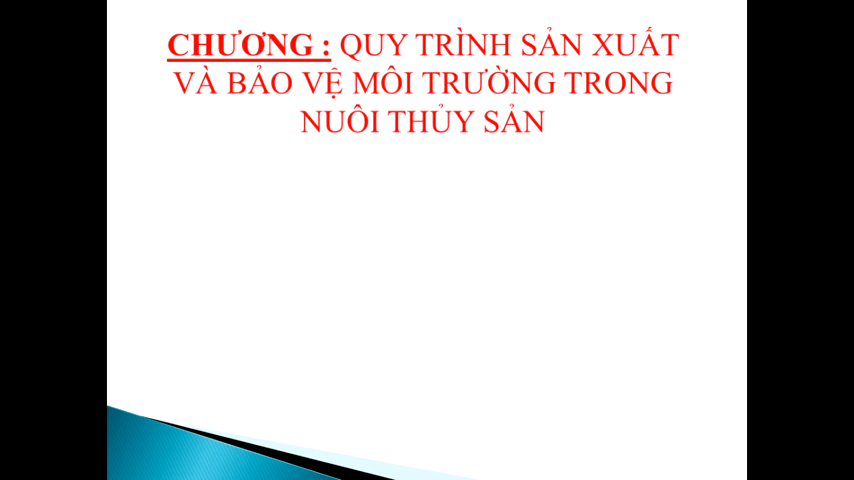 CHƯƠNG : QUY TRÌNH SẢN XUẤT
VÀ BẢO VỆ MÔI TRƯỜNG TRONG
NUÔI THỦY SẢN